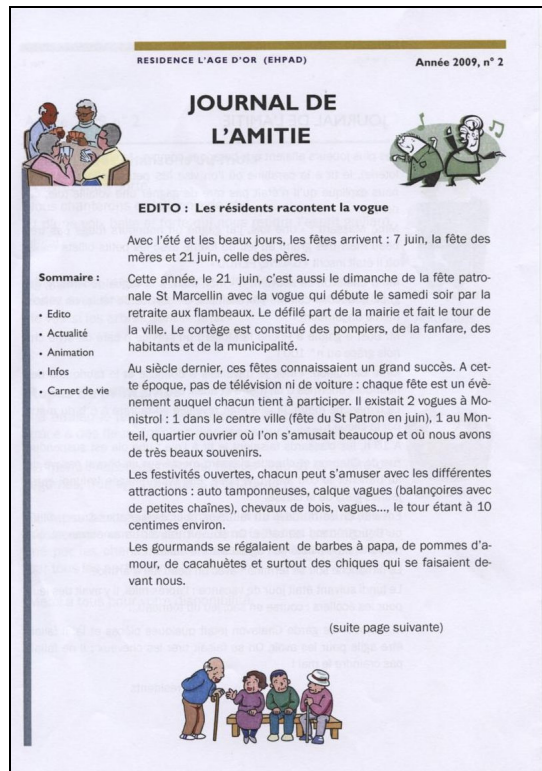 RESIDENCE L'AGE D'OR (EHPAD)
Année 2009, n° 2
JOURNAL DE
L'AMITIE
EDITO : Les résidents racontent la vogue
Avec l'été et les beaux jours, les fêtes arrivent : 7 juin, la fête des
mères et 21 juin, celle des pères.
Sommaire :
• Edito
• Actualité
• Animation
• Infos
• Carnet de vie
Cette année, le 21 juin, c'est aussi le dimanche de la fête patro-
nale St Marcellin avec la vogue qui débute le samedi soir par la
retraite aux flambeaux. Le défilé part de la mairie et fait le tour de
la ville. Le cortège est constitué des pompiers, de la fanfare, des
habitants et de la municipalité.
Au siècle dernier, ces fêtes connaissaient un grand succès. A cet-
te époque, pas de télévision ni de voiture : chaque fête est un évè-
nement auquel chacun tient à participer. Il existait 2 vogues à Mo-
nistrol : 1 dans le centre ville (fête du St Patron en juin), 1 au Mon-
teil, quartier ouvrier où l'on s'amusait beaucoup et où nous avons
de très beaux souvenirs.
Les festivités ouvertes, chacun peut s'amuser avec les différentes
attractions : auto tamponneuses, calque vagues (balançoires avec
de petites chaînes), chevaux de bois, vagues..., le tour étant à 10
centimes environ.
Les gourmands se régalaient de barbes à papa, de pommes d'a-
mour, de cacahuètes et surtout des chiques qui se faisaient de-
vant nous.
(suite page suivante)